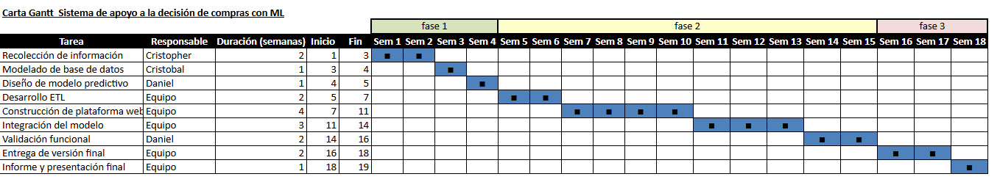 Carta Gantt  Sistema de apoyo a la decisión de compras con ML
fase 1 fase 2 fase 3
Tarea Responsable Duración (semanas) Inicio Fin Sem 1 Sem 2 Sem 3 Sem 4 Sem 5 Sem 6 Sem 7 Sem 8 Sem 9 Sem 10 Sem 11 Sem 12 Sem 13 Sem 14 Sem 15 Sem 16 Sem 17 Sem 18
Recolección de información Cristopher 2 1 3 ■ ■
Modelado de base de datos Cristobal 1 3 4 ■
Diseño de modelo predictivo Daniel 1 4 5 ■
Desarrollo ETL Equipo 2 5 7 ■ ■
Construcción de plataforma web Equipo 4 7 11 ■ ■ ■ ■
Integración del modelo Equipo 3 11 14 ■ ■ ■
Validación funcional Daniel 2 14 16 ■ ■
Entrega de versión final Equipo 2 16 18 ■ ■
Informe y presentación final Equipo 1 18 19 ■